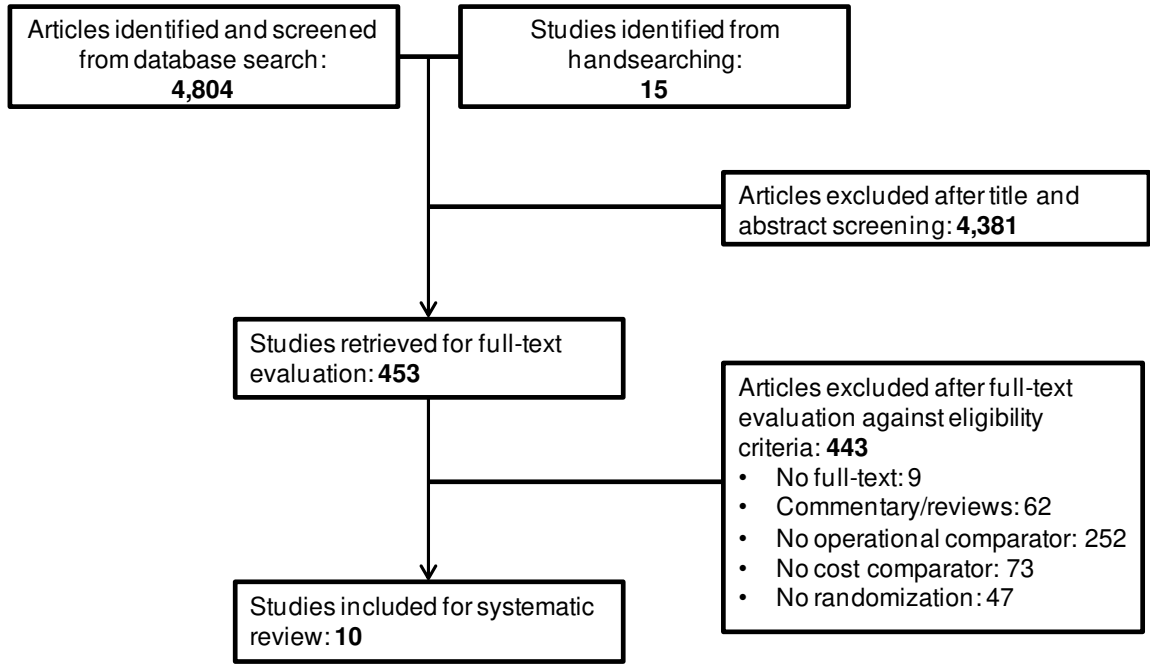 Articles identified and screened
from database search:
4,804
Studies identified from
handsearching:
15
Articles excluded after title and
abstract screening: 4,381
Studies retrieved for full-text
evaluation: 453
Articles excluded after full-text
evaluation against eligibility
criteria: 443
• No full-text: 9
• Commentary/reviews: 62
• No operational comparator: 252
• No cost comparator: 73
• No randomization: 47
Studies included for systematic
review: 10